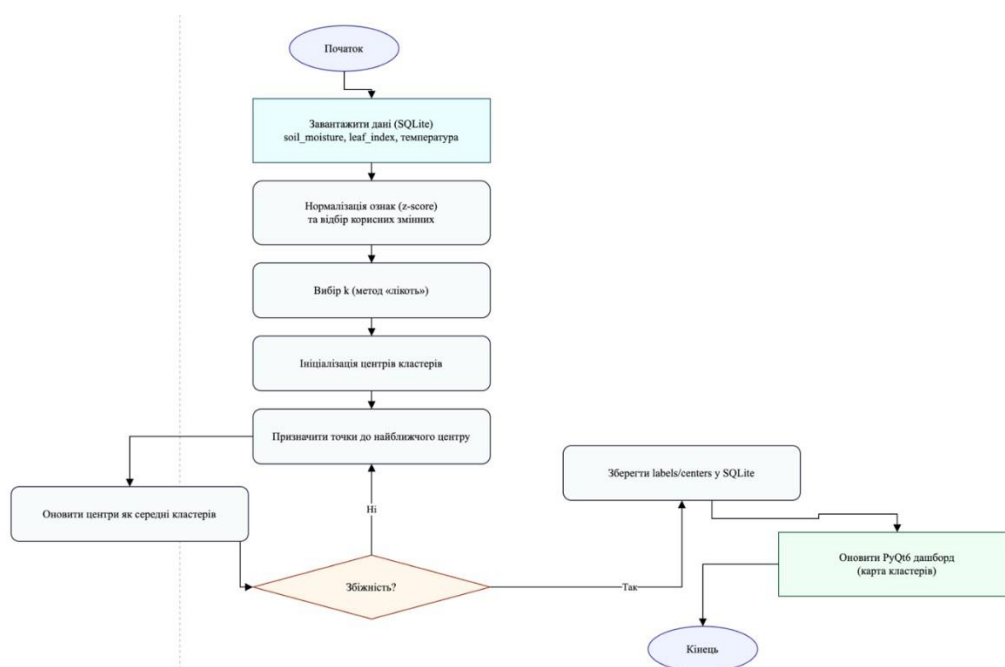 Початок
Завантажити дані (SQLite)
soil_moisture, leaf_index, температура
Нормалізація ознак (z-score)
та відбір корисних змінних
Вибір k (метод «лікоть»)
Ініціалізація центрів кластерів
Призначити точки до найближчого центру
Оновити центри як середні кластерів
Ні
Збіжність?
Так
Зберегти labels/centers у SQLite
Оновити PyQt6 дашборд
(карта кластерів)
Кінець